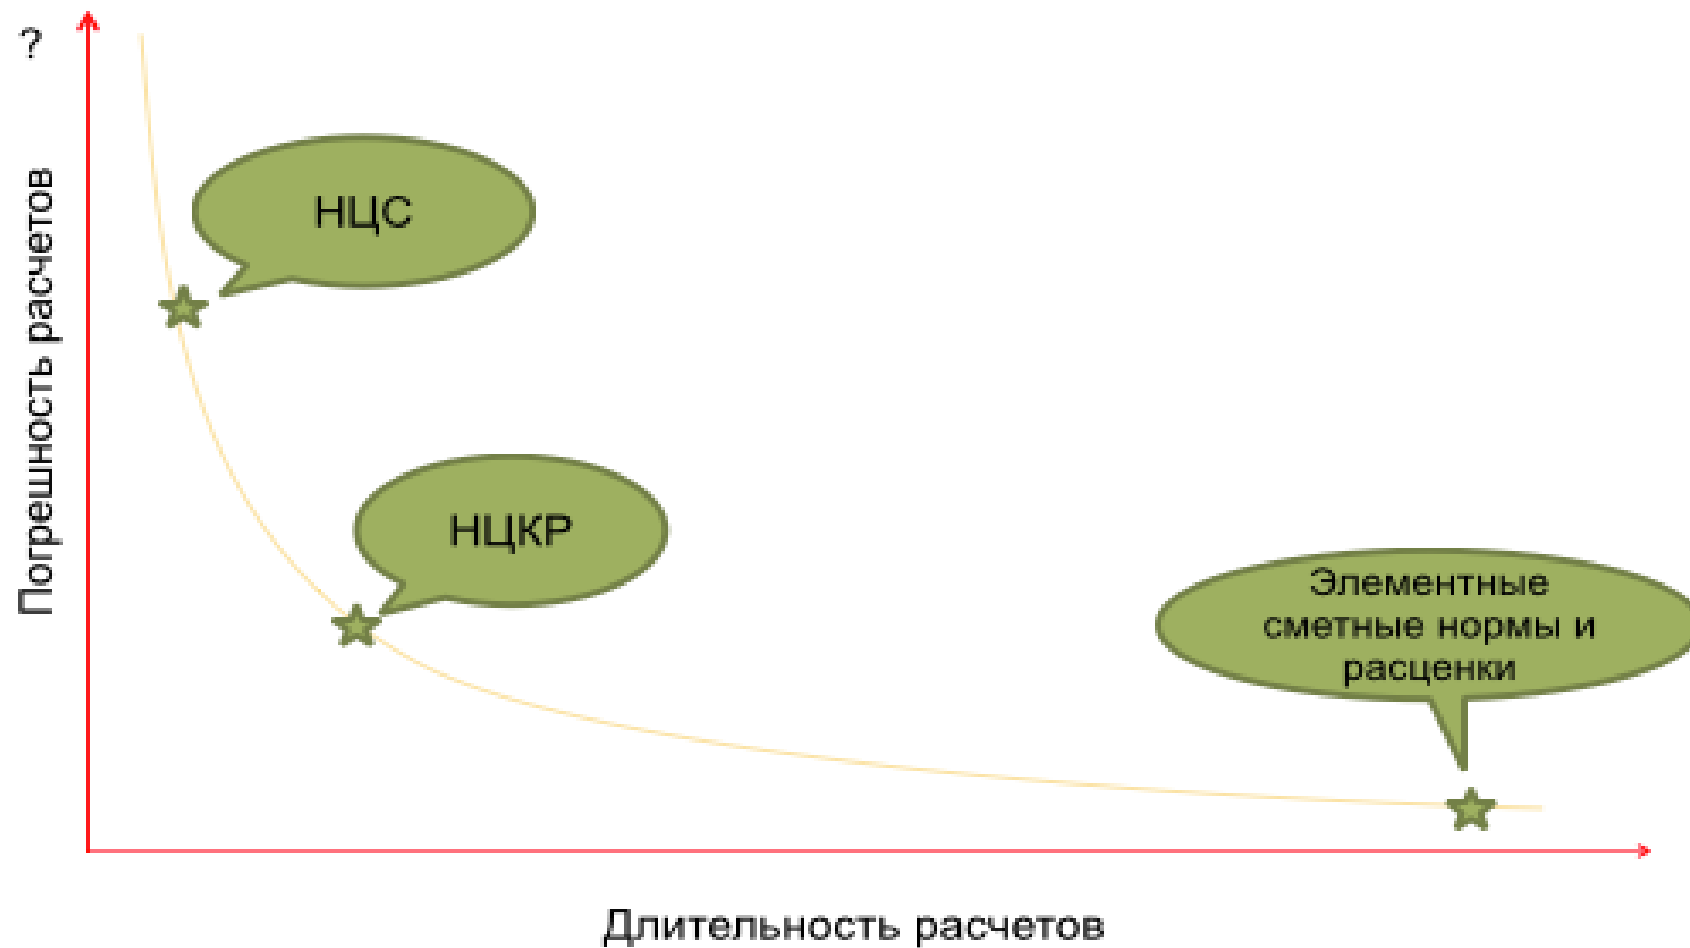 ?
Погрешность расчетов
НЦС
НЦКР
Элементные
сметные нормы и
расценки
Длительность расчетов